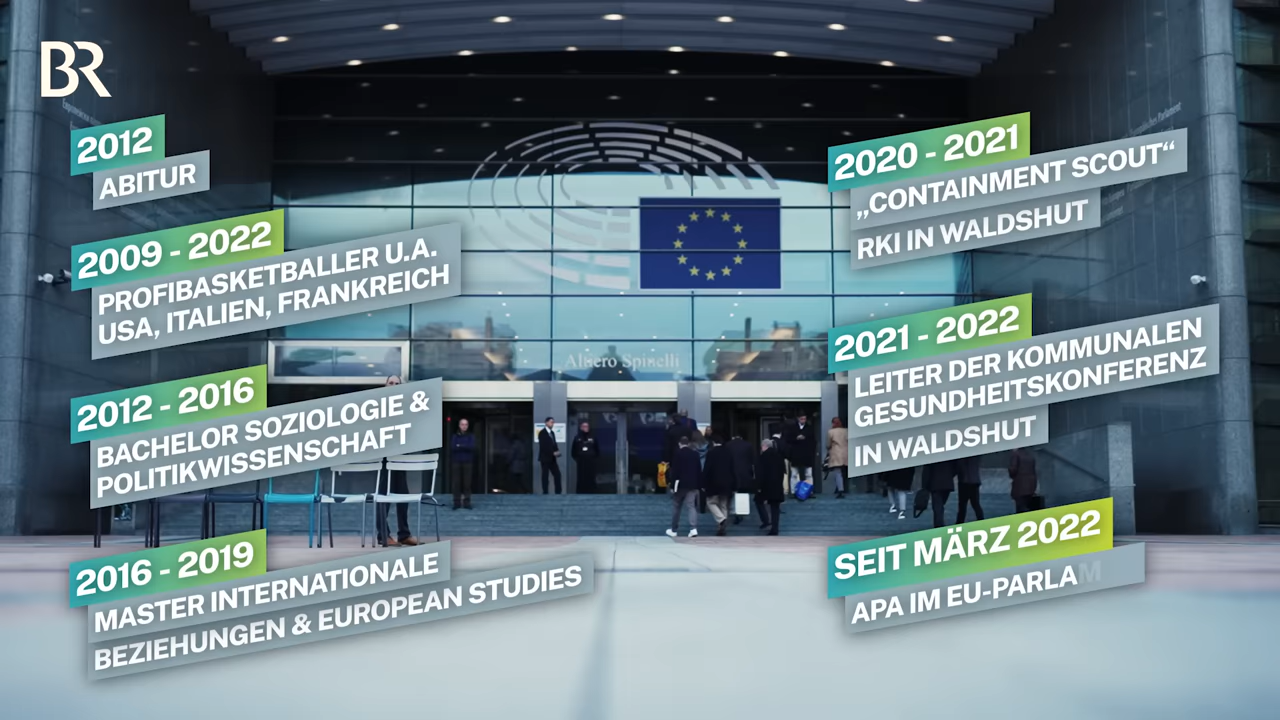 BR
2012
ABITUR
2009 - 2022
PROFIBASKETBALLER U.A.
USA, ITALIEN, FRANKREICH
2012 - 2016
BACHELOR SOZIOLOGIE &
POLITIKWISSENSCHAFT
2016 - 2019
MASTER INTERNATIONALE
BEZIEHUNGEN & EUROPEAN STUDIES
2020 - 2021
„CONTAINMENT SCOUT“
RKI IN WALDSHUT
2021 - 2022
LEITER DER KOMMUNALEN
GESUNDHEITSKONFERENZ
IN WALDSHUT
SEIT MÄRZ 2022
APA IM EU-PARLAM
Altiero Spinelli